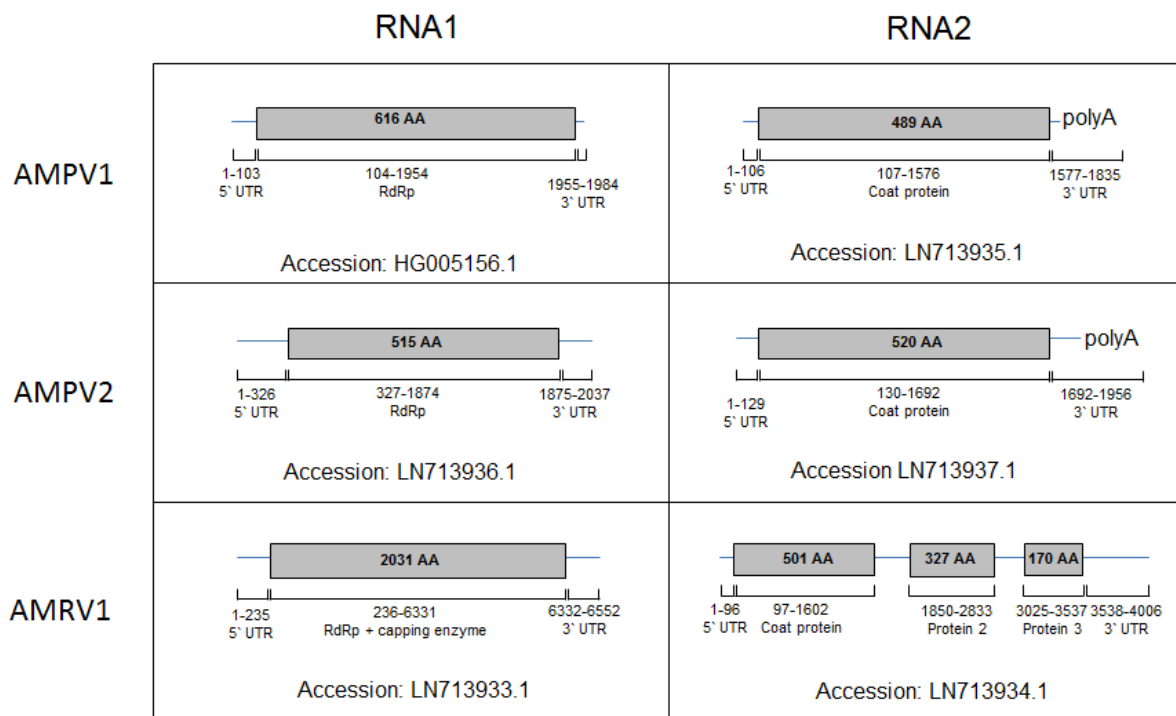 RNA1
RNA2
AMPV1
616 AA
1-103
5` UTR
104-1954
RdRp
1955-1984
3` UTR
Accession: HG005156.1
489 AA
polyA
1-106
5` UTR
107-1576
Coat protein
1577-1835
3` UTR
Accession: LN713935.1
AMPV2
515 AA
1-326
5` UTR
327-1874
RdRp
1875-2037
3` UTR
Accession: LN713936.1
520 AA
polyA
1-129
5` UTR
130-1692
Coat protein
1692-1956
3` UTR
Accession LN713937.1
AMRV1
2031 AA
1-235
5` UTR
236-6331
RdRp + capping enzyme
6332-6552
3` UTR
Accession: LN713933.1
501 AA
327 AA
170 AA
1-96
5` UTR
97-1602
Coat protein
1850-2833
Protein 2
3025-3537
Protein 3
3538-4006
3` UTR
Accession: LN713934.1